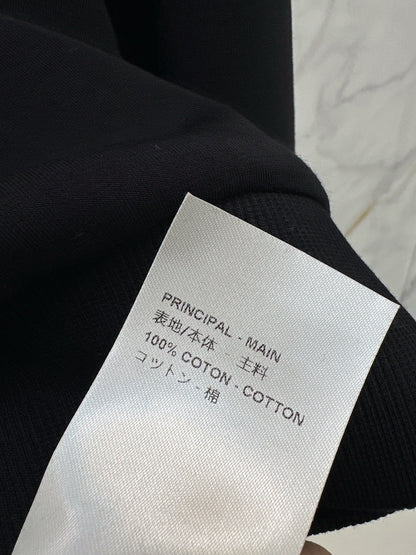 PRINCIPAL - MAIN
表地/本体 - 主料
100% COTON - COTTON
コットン - 棉